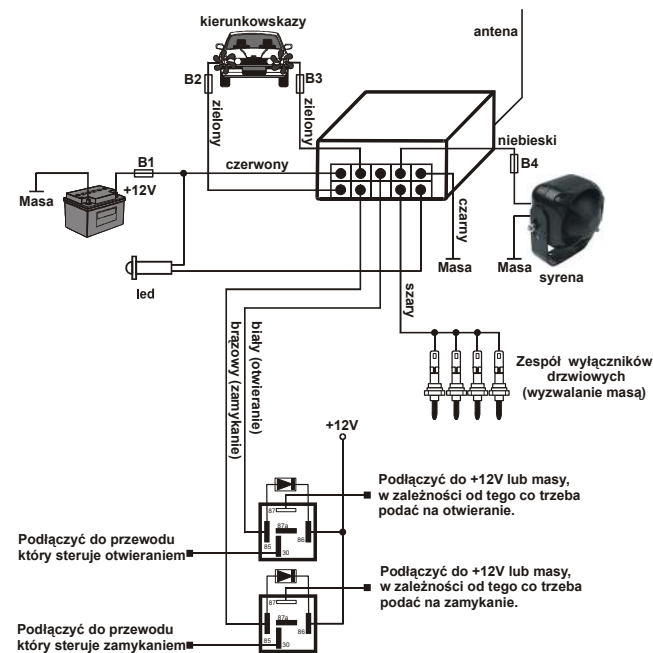 kierunkowskazy
antena
B2
B3
zielony
zielony
niebieski
B1
czerwony
B4
+12V
Masa
czarny
Masa
Masa
syrena
led
szary
biały (otwieranie)
brązowy (zamykanie)
Zespół wyłączników
drzwiowych
(wyzwalanie masą)
+12V
Podłączyć do +12V lub masy,
w zależności od tego co trzeba
podać na otwieranie.
87
87a
85
86
30
Podłączyć do przewodu
który steruje otwieraniem
Podłączyć do +12V lub masy,
w zależności od tego co trzeba
podać na zamykanie.
87
87a
85
86
30
Podłączyć do przewodu
który steruje zamykaniem